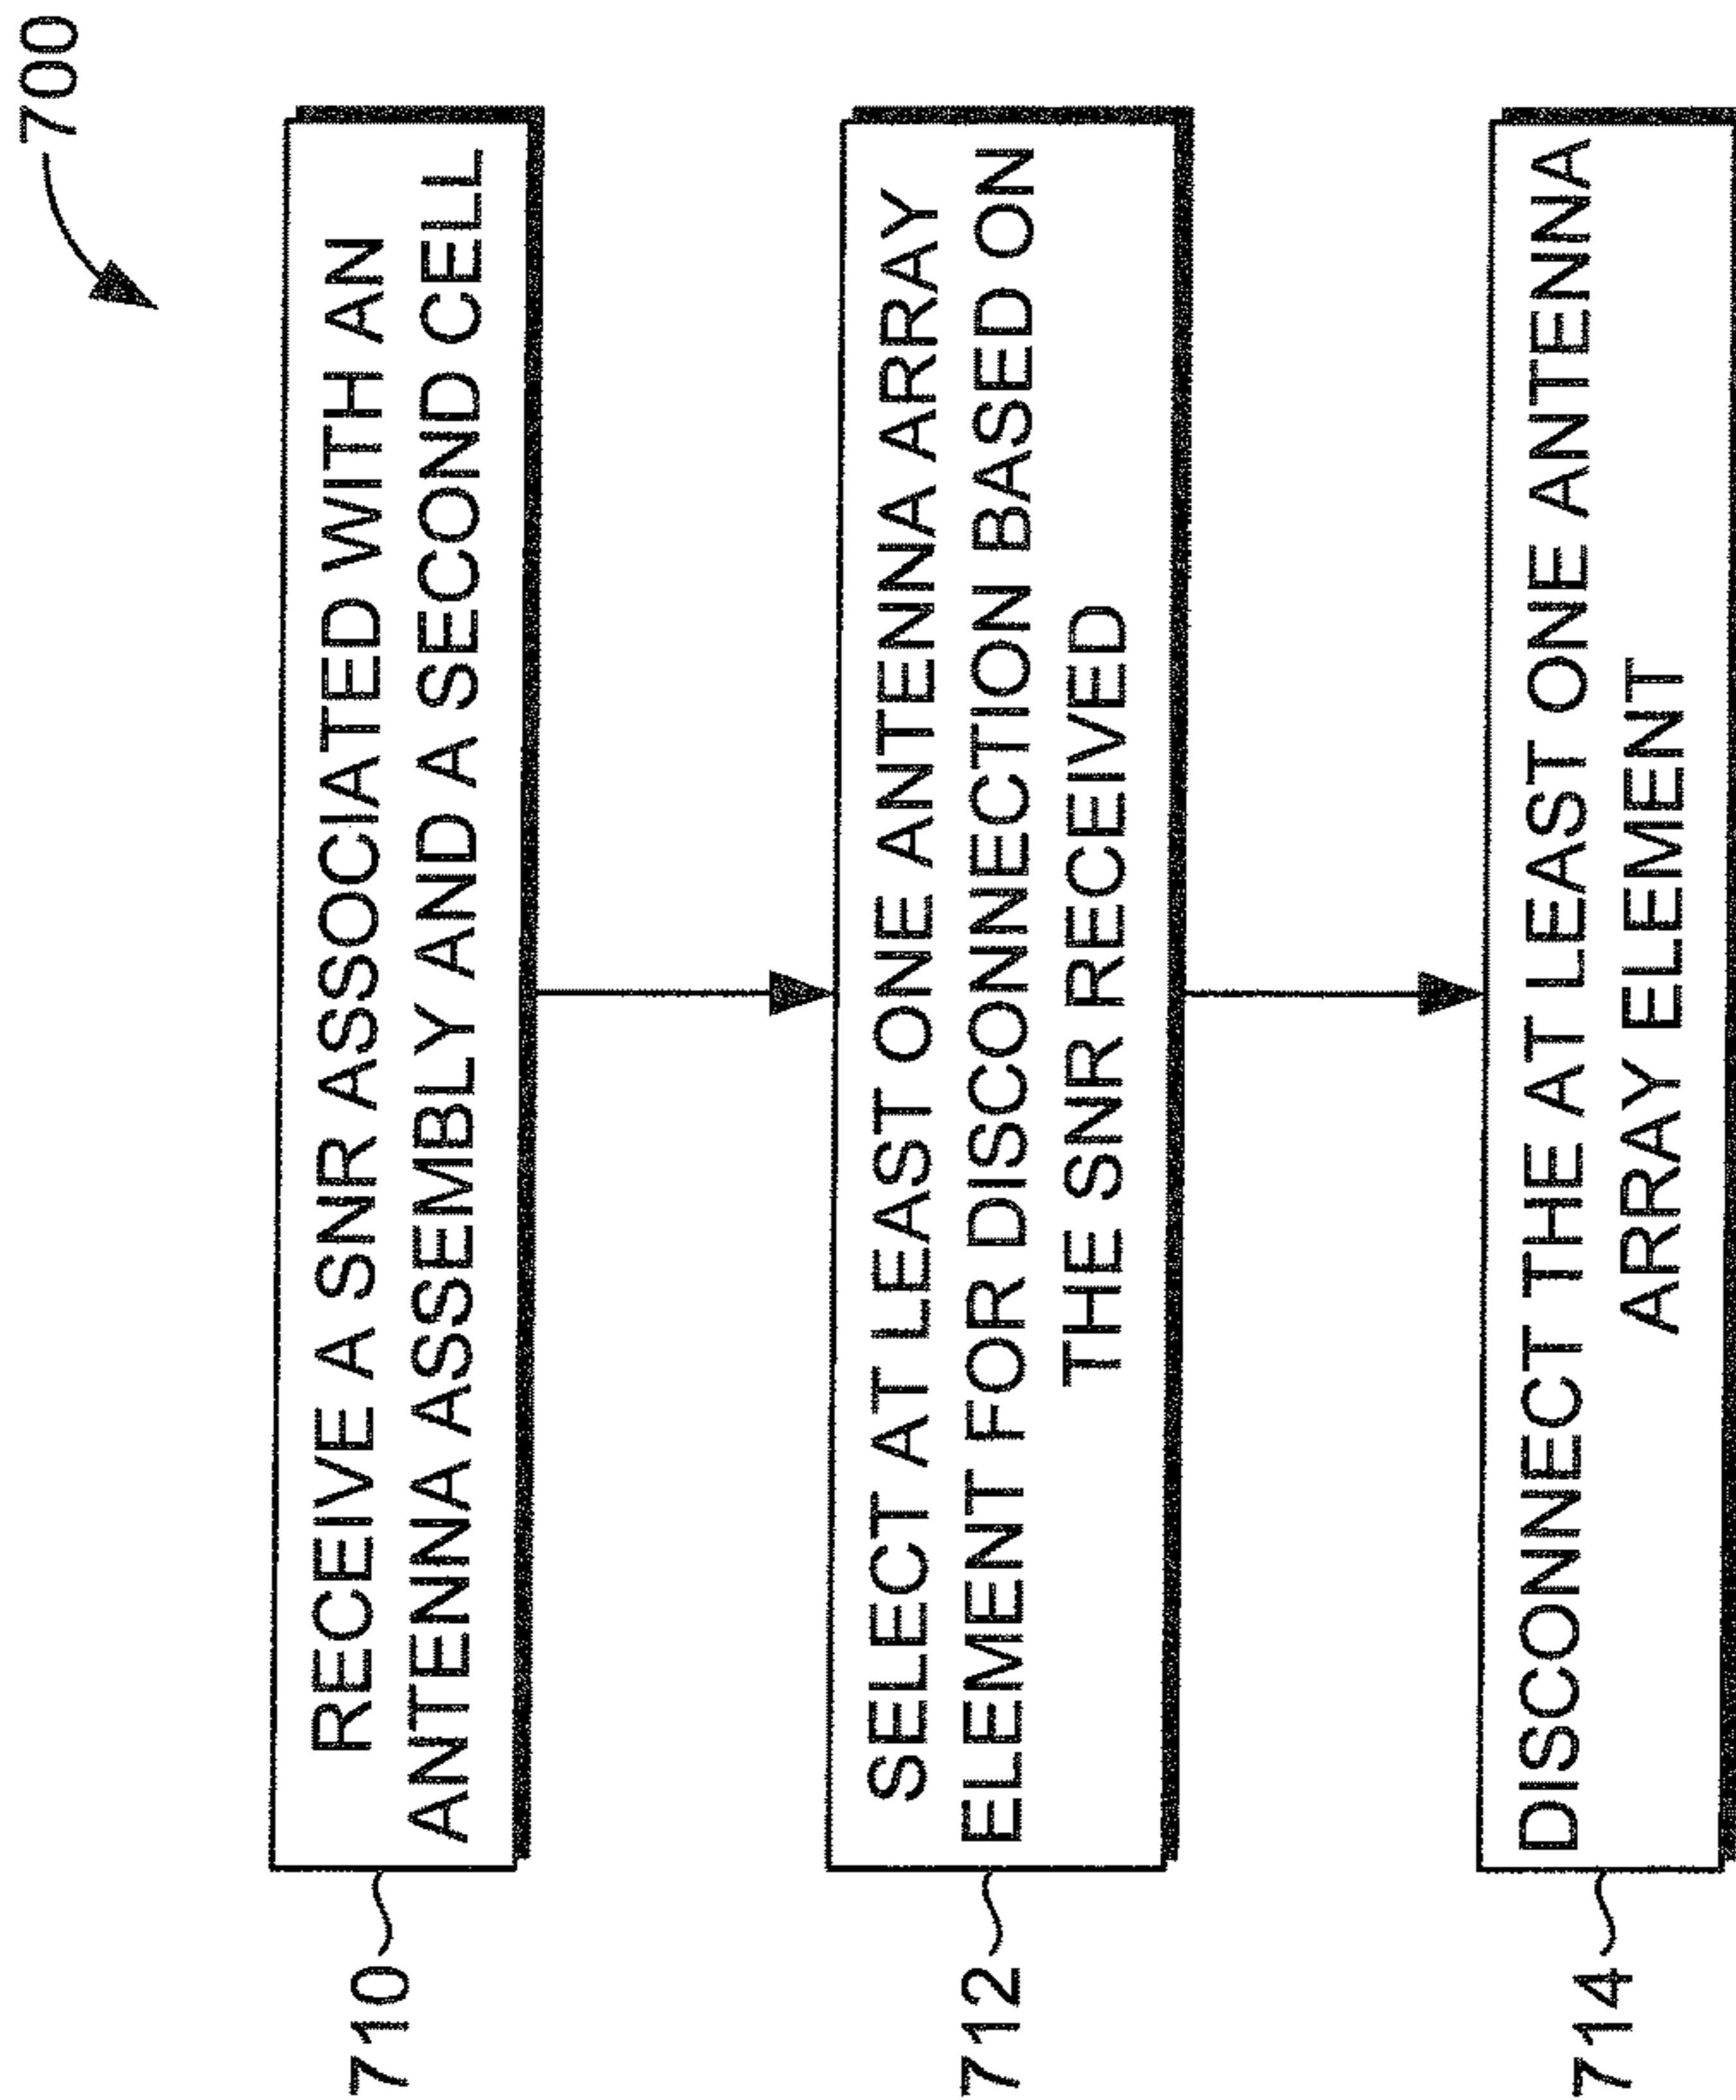 700
710
RECEIVE A SNR ASSOCIATED WITH AN
ANTENNA ASSEMBLY AND A SECOND CELL
712
SELECT AT LEAST ONE ANTENNA ARRAY
ELEMENT FOR DISCONNECTION BASED ON
THE SNR RECEIVED
714
DISCONNECT THE AT LEAST ONE ANTENNA
ARRAY ELEMENT